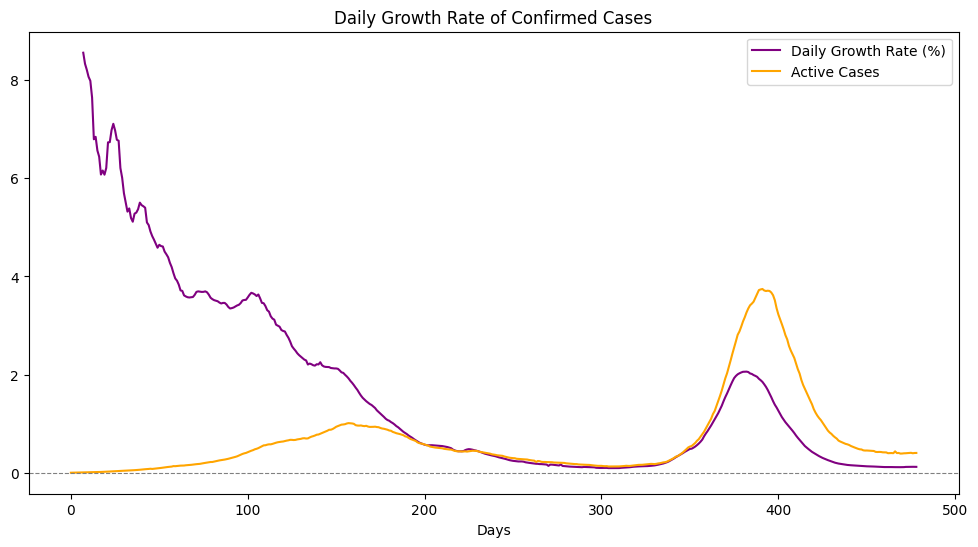 Daily Growth Rate of Confirmed Cases
Daily Growth Rate (%)
Active Cases
8
6
4
2
0
0 100 200 300 400 500
Days